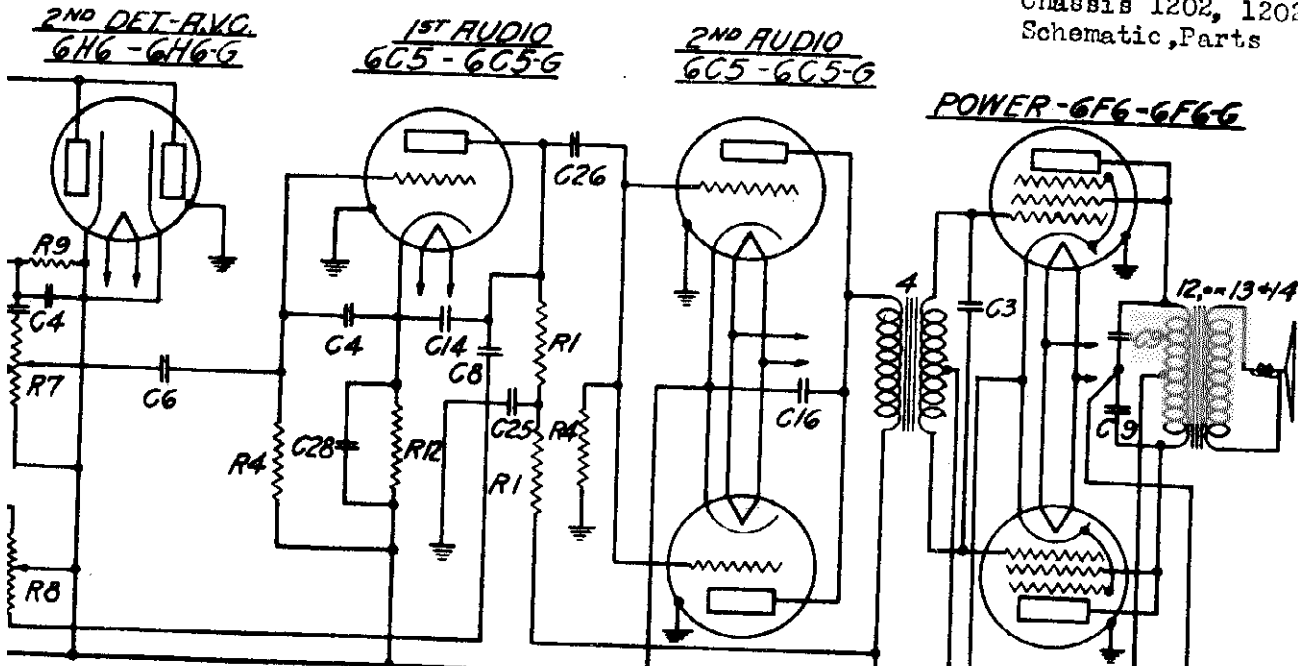 Chassis 1202, 1202
Schematic, Parts
2ND DET.-A.V.C.
6H6 - 6H6-G
1ST AUDIO
6C5 - 6C5-G
2ND AUDIO
6C5 - 6C5-G
POWER - 6F6 - 6F6-G
R9
C4
R7
C6
R8
C4
C14
C8
R1
C26
R4
C28
R12
C25
R1
R4
C16
4
C3
C9
13
14